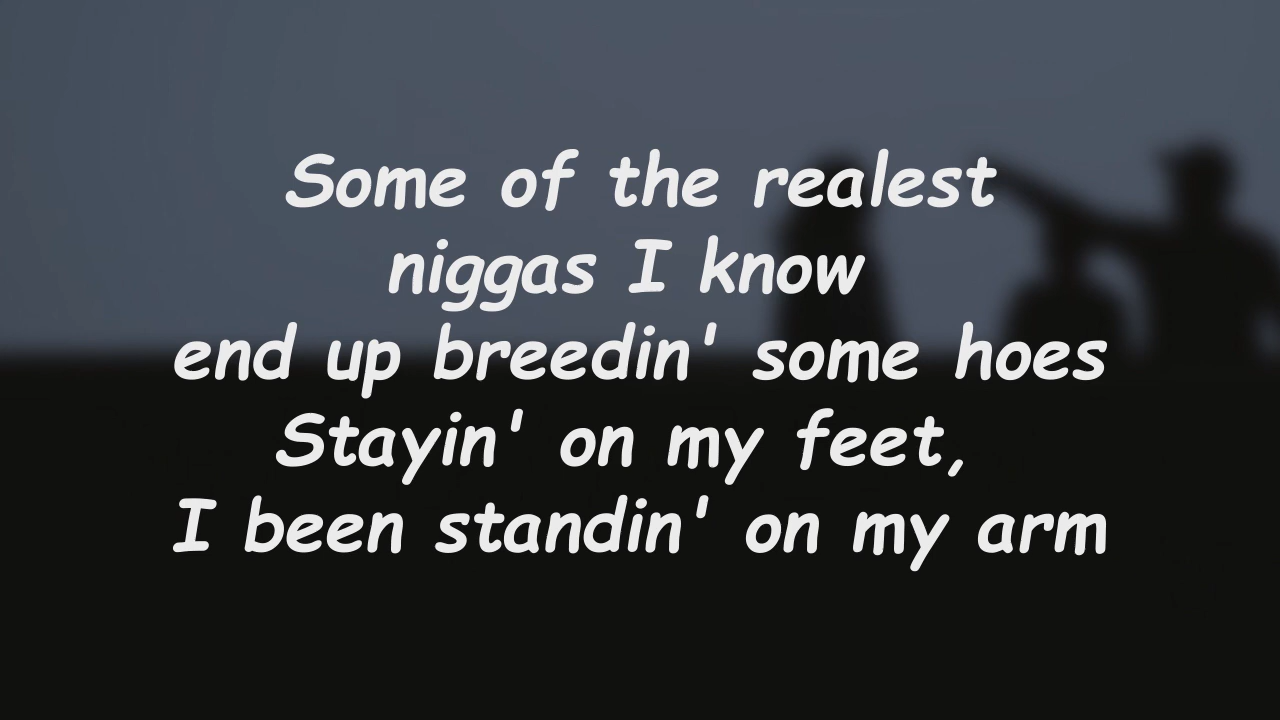 Some of the realest
niggas I know
end up breedin' some hoes
Stayin' on my feet,
I been standin' on my arm